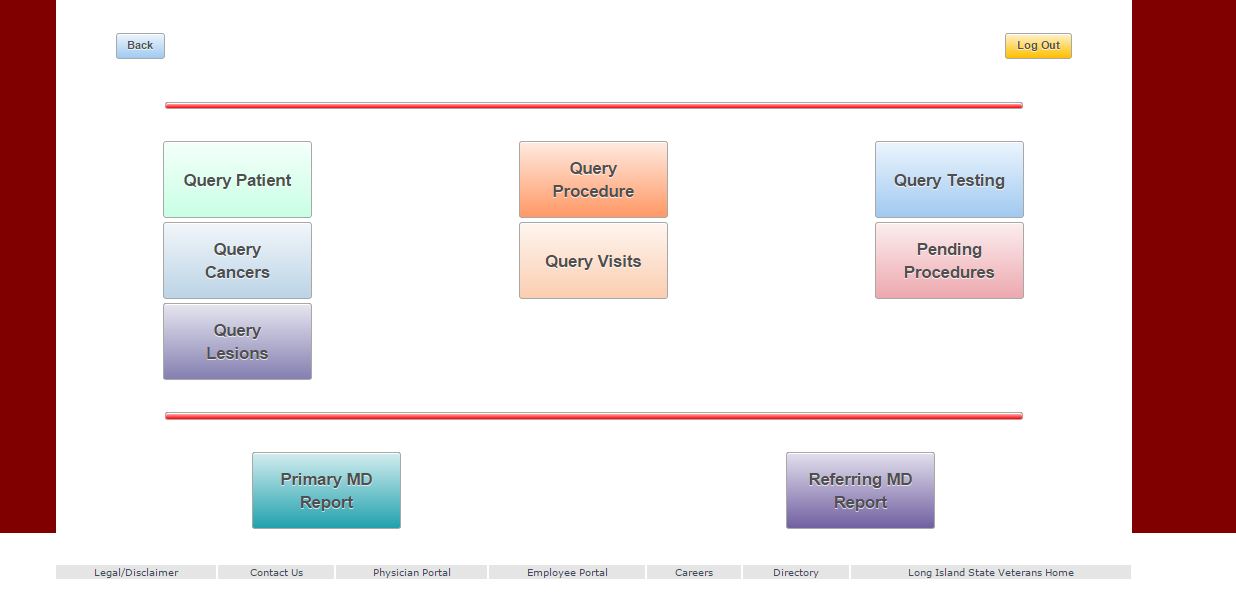 Back
Log Out
Query Patient
Query
Procedure
Query Testing
Query
Cancers
Query Visits
Pending
Procedures
Query
Lesions
Primary MD
Report
Referring MD
Report
Legal/Disclaimer
Contact Us
Physician Portal
Employee Portal
Careers
Directory
Long Island State Veterans Home